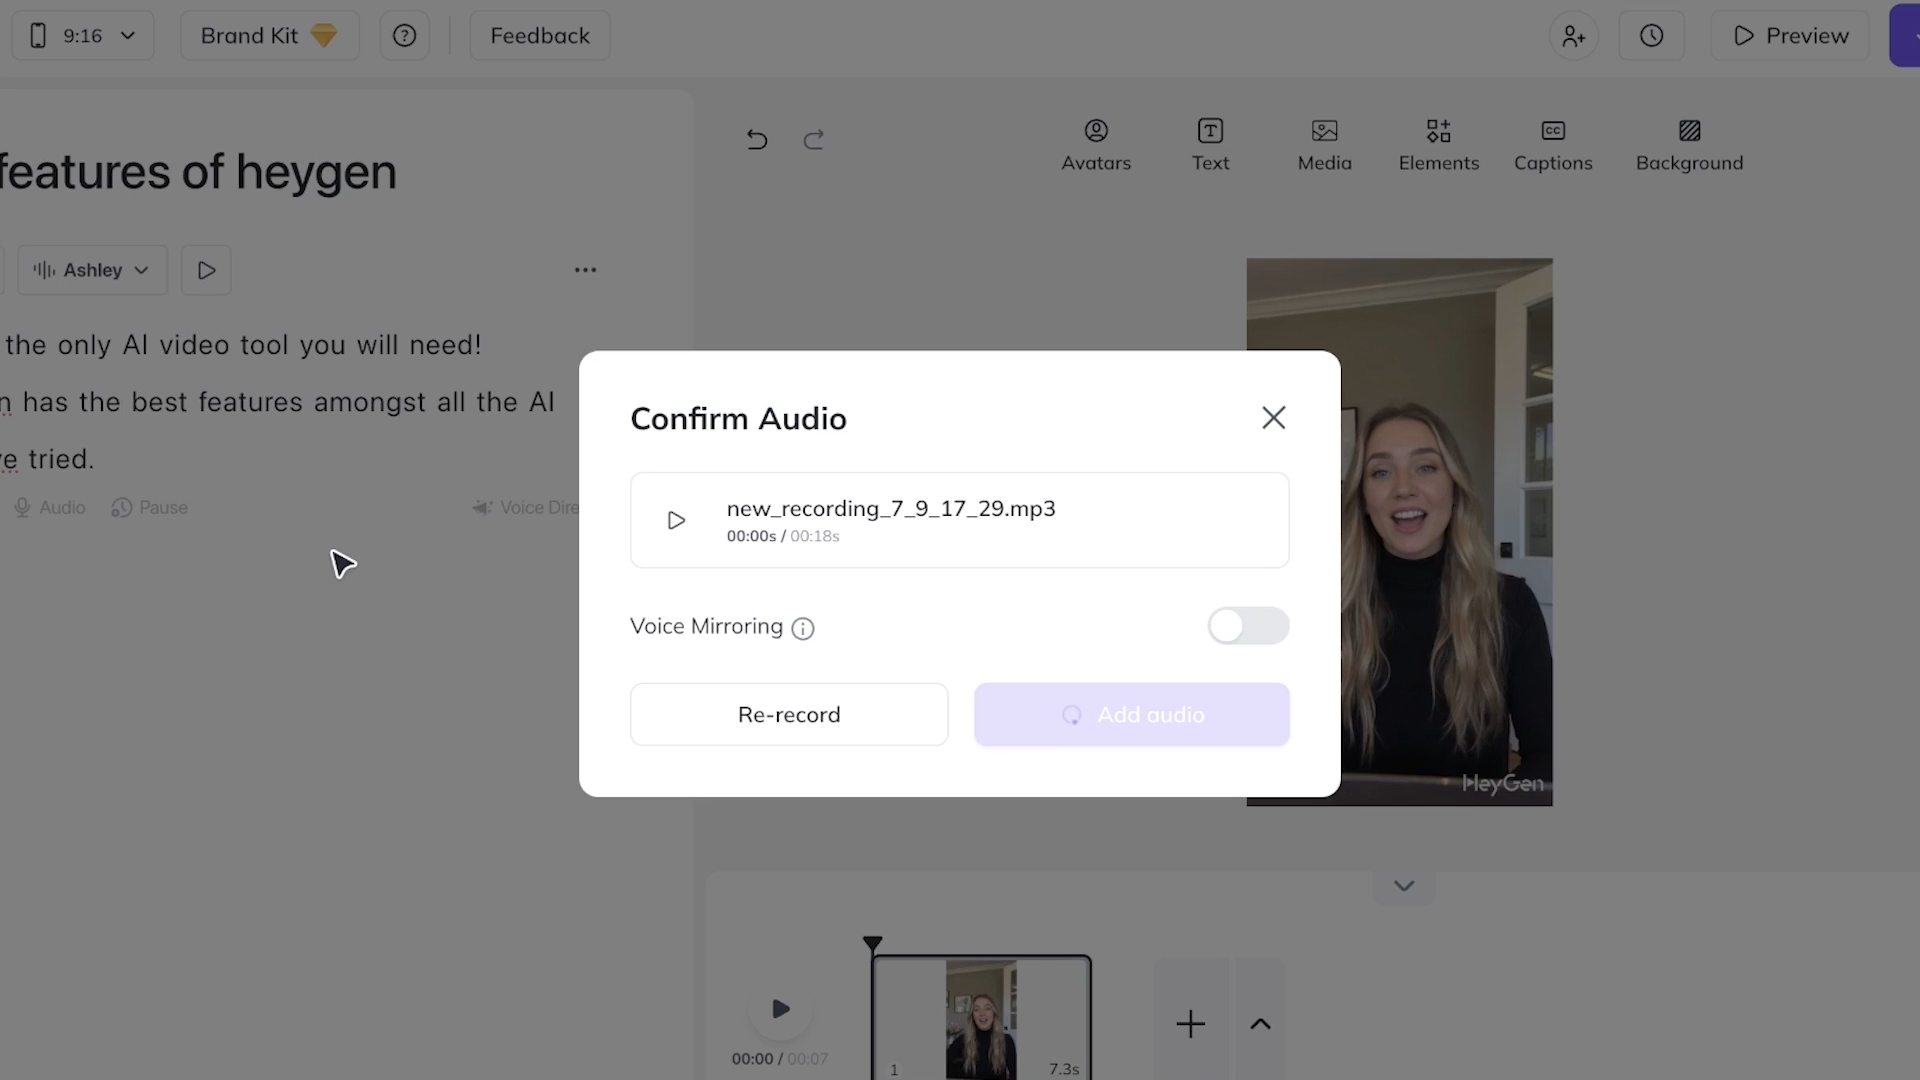 9:16
Brand Kit
?
Feedback
Preview
features of heygen
Avatars
Text
Media
Elements
Captions
Background
Ashley
the only AI video tool you will need!
has the best features amongst all the AI
tried.
Audio
Pause
Voice Dire
Confirm Audio
new_recording_7_9_17_29.mp3
00:00s / 00:18s
Voice Mirroring
Re-record
Add audio
HeyGen
00:00 / 00:07
1
7.3s